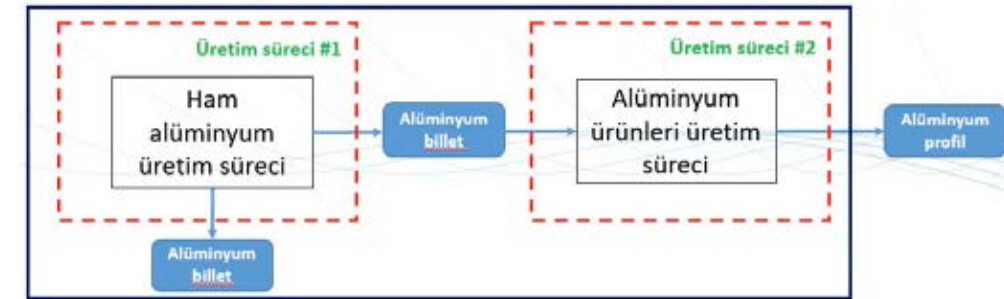 Üretim süreci #1
Ham
alüminyum
üretim süreci
Alüminyum
billet
Alüminyum
billet
Üretim süreci #2
Alüminyum
ürünleri üretim
süreci
Alüminyum
profil